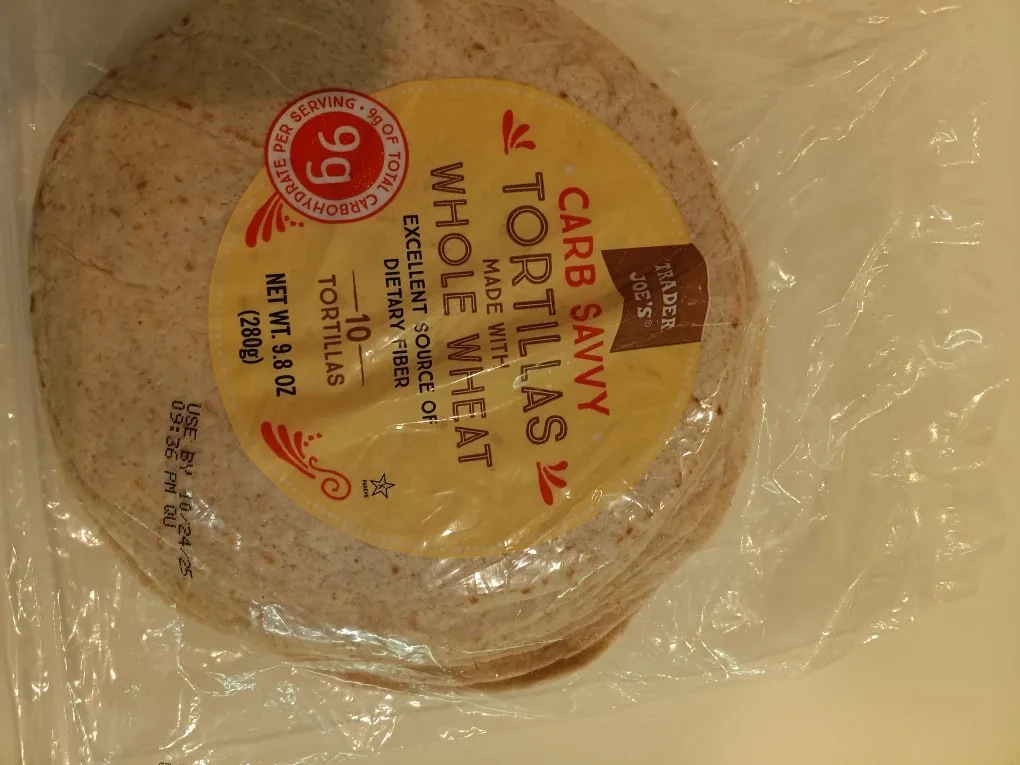 TRADER
JOE'S®
CARB SAVVY
TORTILLAS
MADE WITH
WHOLE WHEAT
EXCELLENT SOURCE OF
DIETARY FIBER
9g OF TOTAL CARBOHYDRATE PER SERVING •
9g
10
TORTILLAS
NET WT. 9.8 OZ
(280g)
K
USE BY 10/24/25
09:36 PM QU